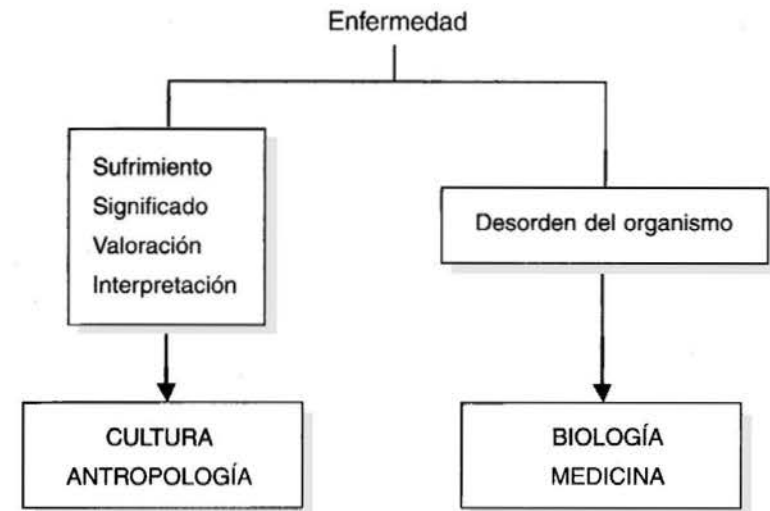 Enfermedad
Sufrimiento
Significado
Valoración
Interpretación
Desorden del organismo
CULTURA
ANTROPOLOGÍA
BIOLOGÍA
MEDICINA